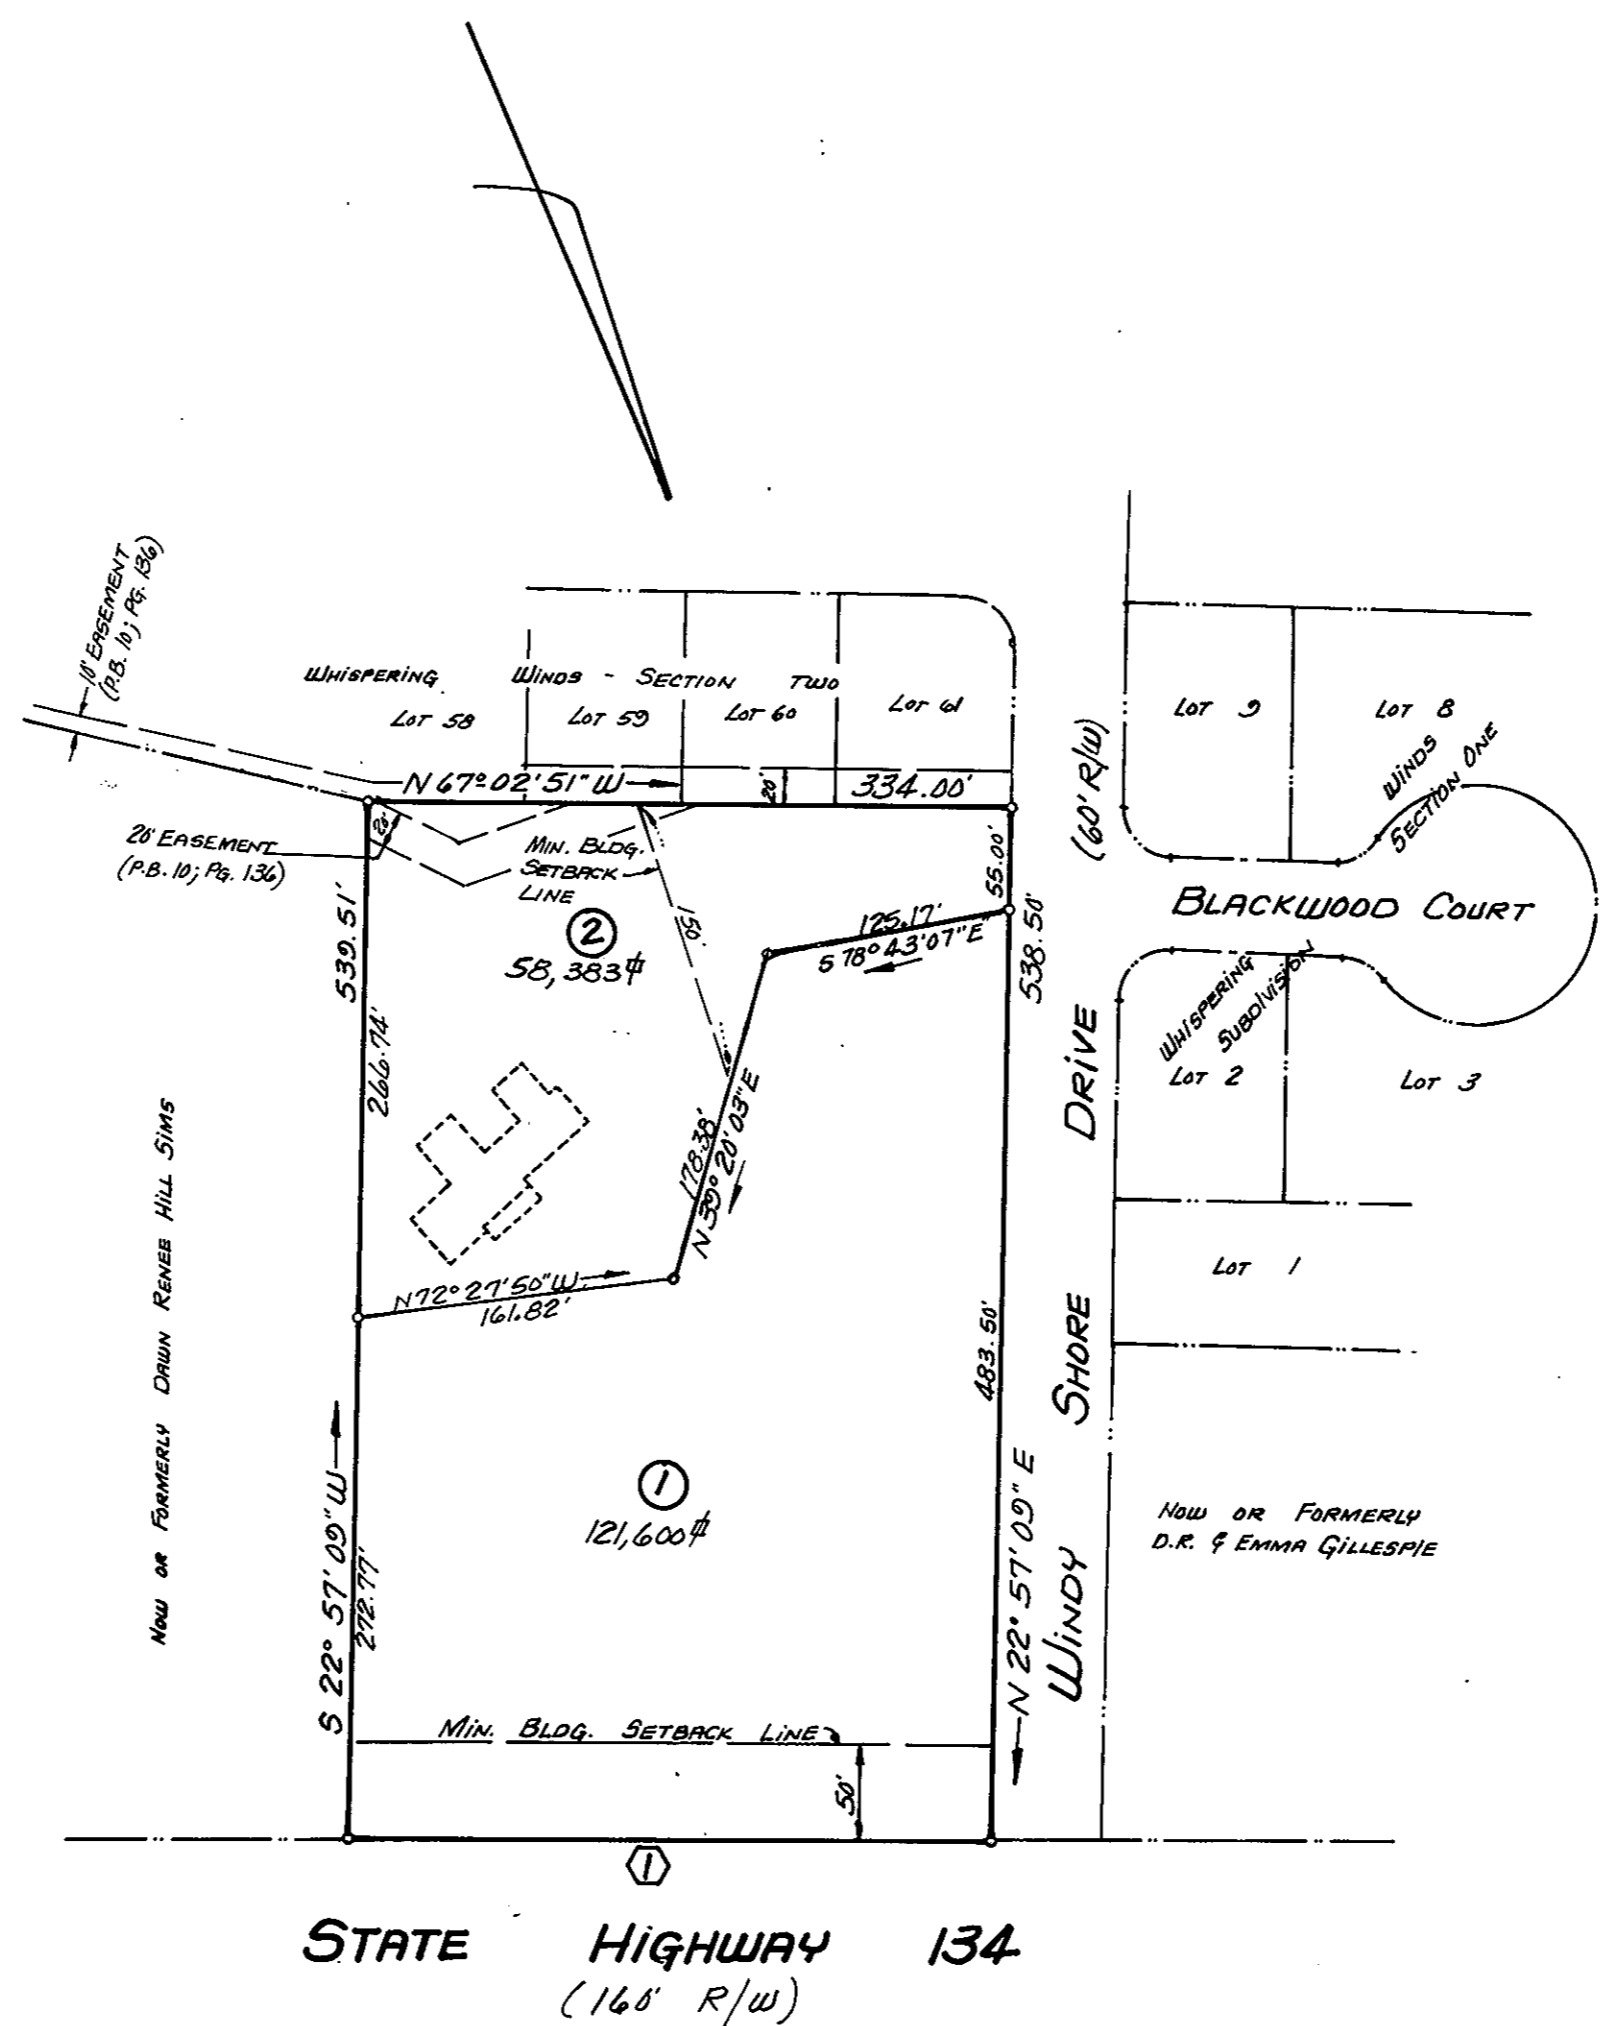 10' EASEMENT
(P.B. 10; PG. 136)
WHISPERING WINDS - SECTION TWO
LOT 58
LOT 59
LOT 60
LOT 61
N 67° 02' 51" W
20'
334.00'
LOT 9
LOT 8
WINDS
SECTION ONE
(60' R/W)
20' EASEMENT
(P.B. 10; PG. 136)
20'
MIN. BLDG.
SETBACK
LINE
150'
2
58,383
55.00'
538.50'
125.17'
S 78° 43' 07" E
BLACKWOOD COURT
WHISPERING
SUBDIVISION
LOT 2
LOT 3
LOT 1
539.51'
266.74'
178.38'
N 39° 20' 03" E
N 72° 27' 50" W
161.82'
483.50'
N 22° 57' 09" E
WINDY SHORE DRIVE
NOW OR FORMERLY DAWN RENEE HILL SIMS
S 22° 57' 09" W
272.77'
1
121,600
NOW OR FORMERLY
D.R. & EMMA GILLESPIE
MIN. BLDG. SETBACK LINE
50'
1
STATE HIGHWAY 134
(160' R/W)